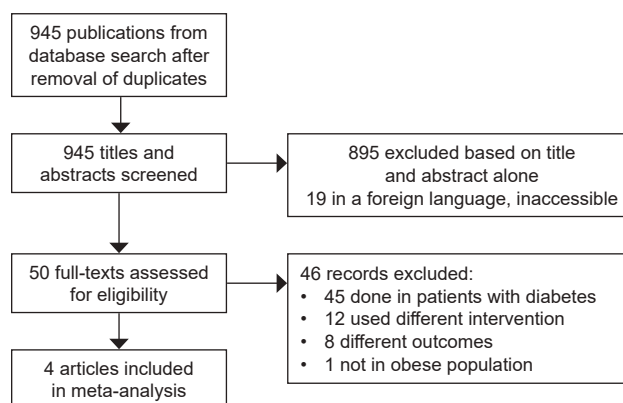 945 publications from
database search after
removal of duplicates
945 titles and
abstracts screened
895 excluded based on title
and abstract alone
19 in a foreign language, inaccessible
50 full-texts assessed
for eligibility
46 records excluded:
• 45 done in patients with diabetes
• 12 used different intervention
• 8 different outcomes
• 1 not in obese population
4 articles included
in meta-analysis